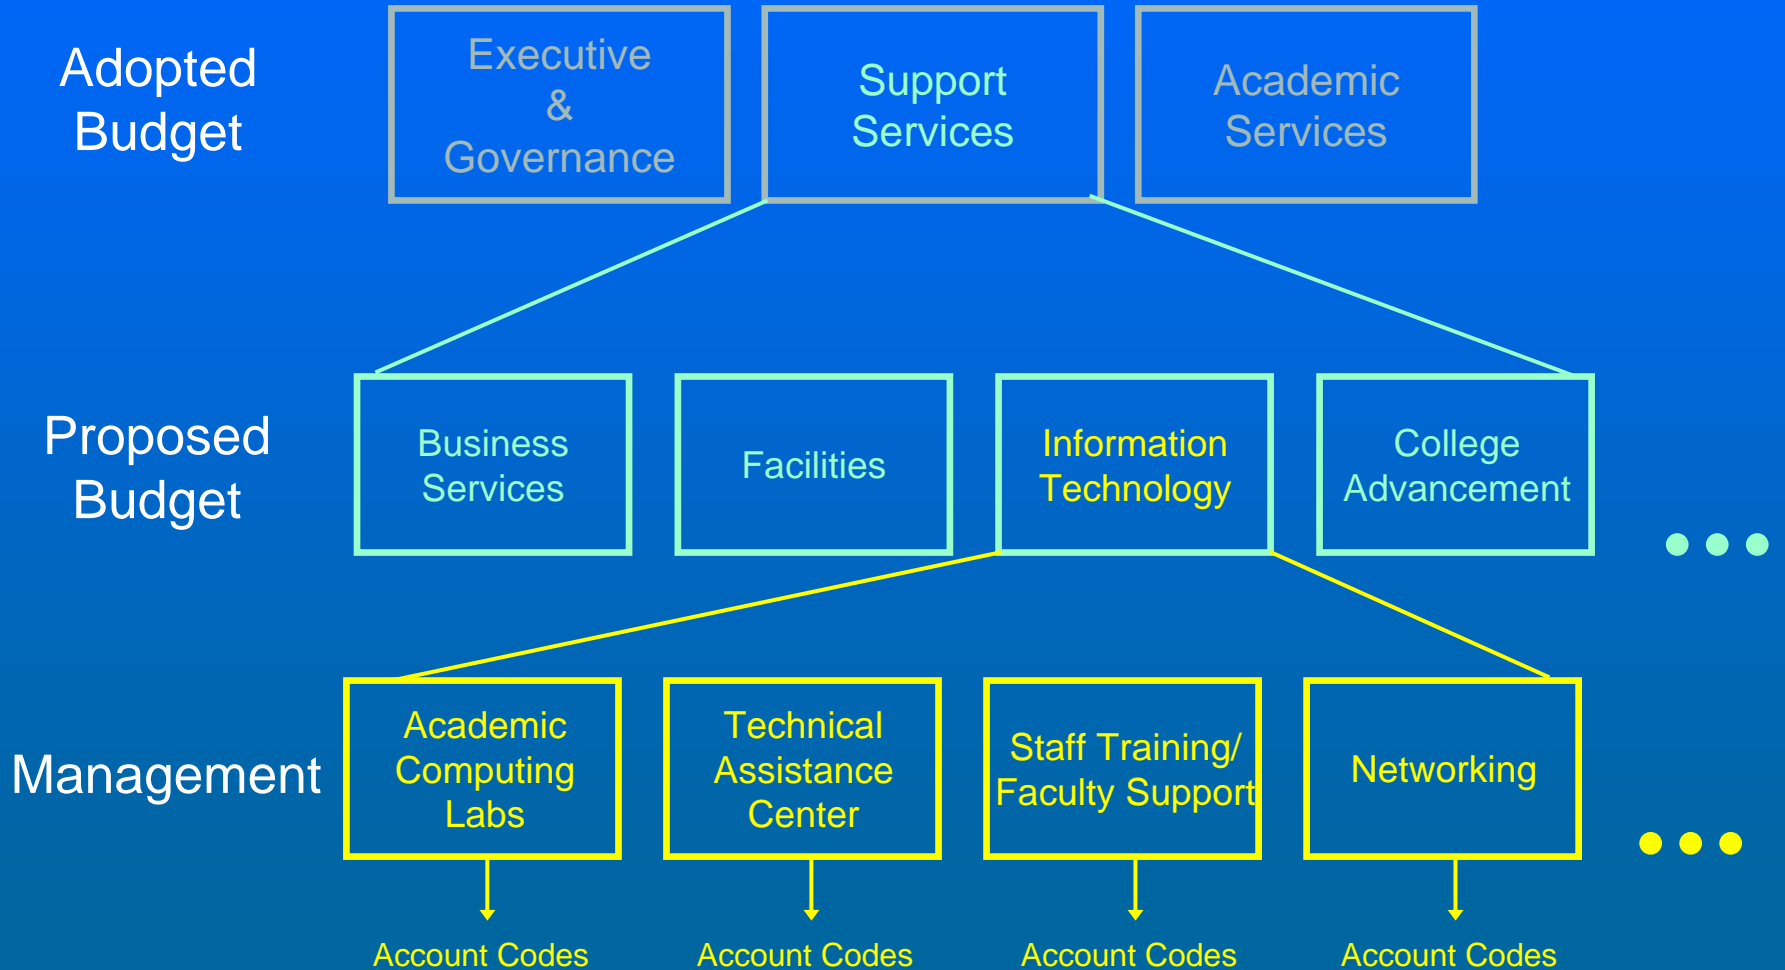 Adopted
Budget
Executive
&
Governance
Support
Services
Academic
Services
Proposed
Budget
Business
Services
Facilities
Information
Technology
College
Advancement
Management
Academic
Computing
Labs
Technical
Assistance
Center
Staff Training/
Faculty Support
Networking
Account Codes
Account Codes
Account Codes
Account Codes